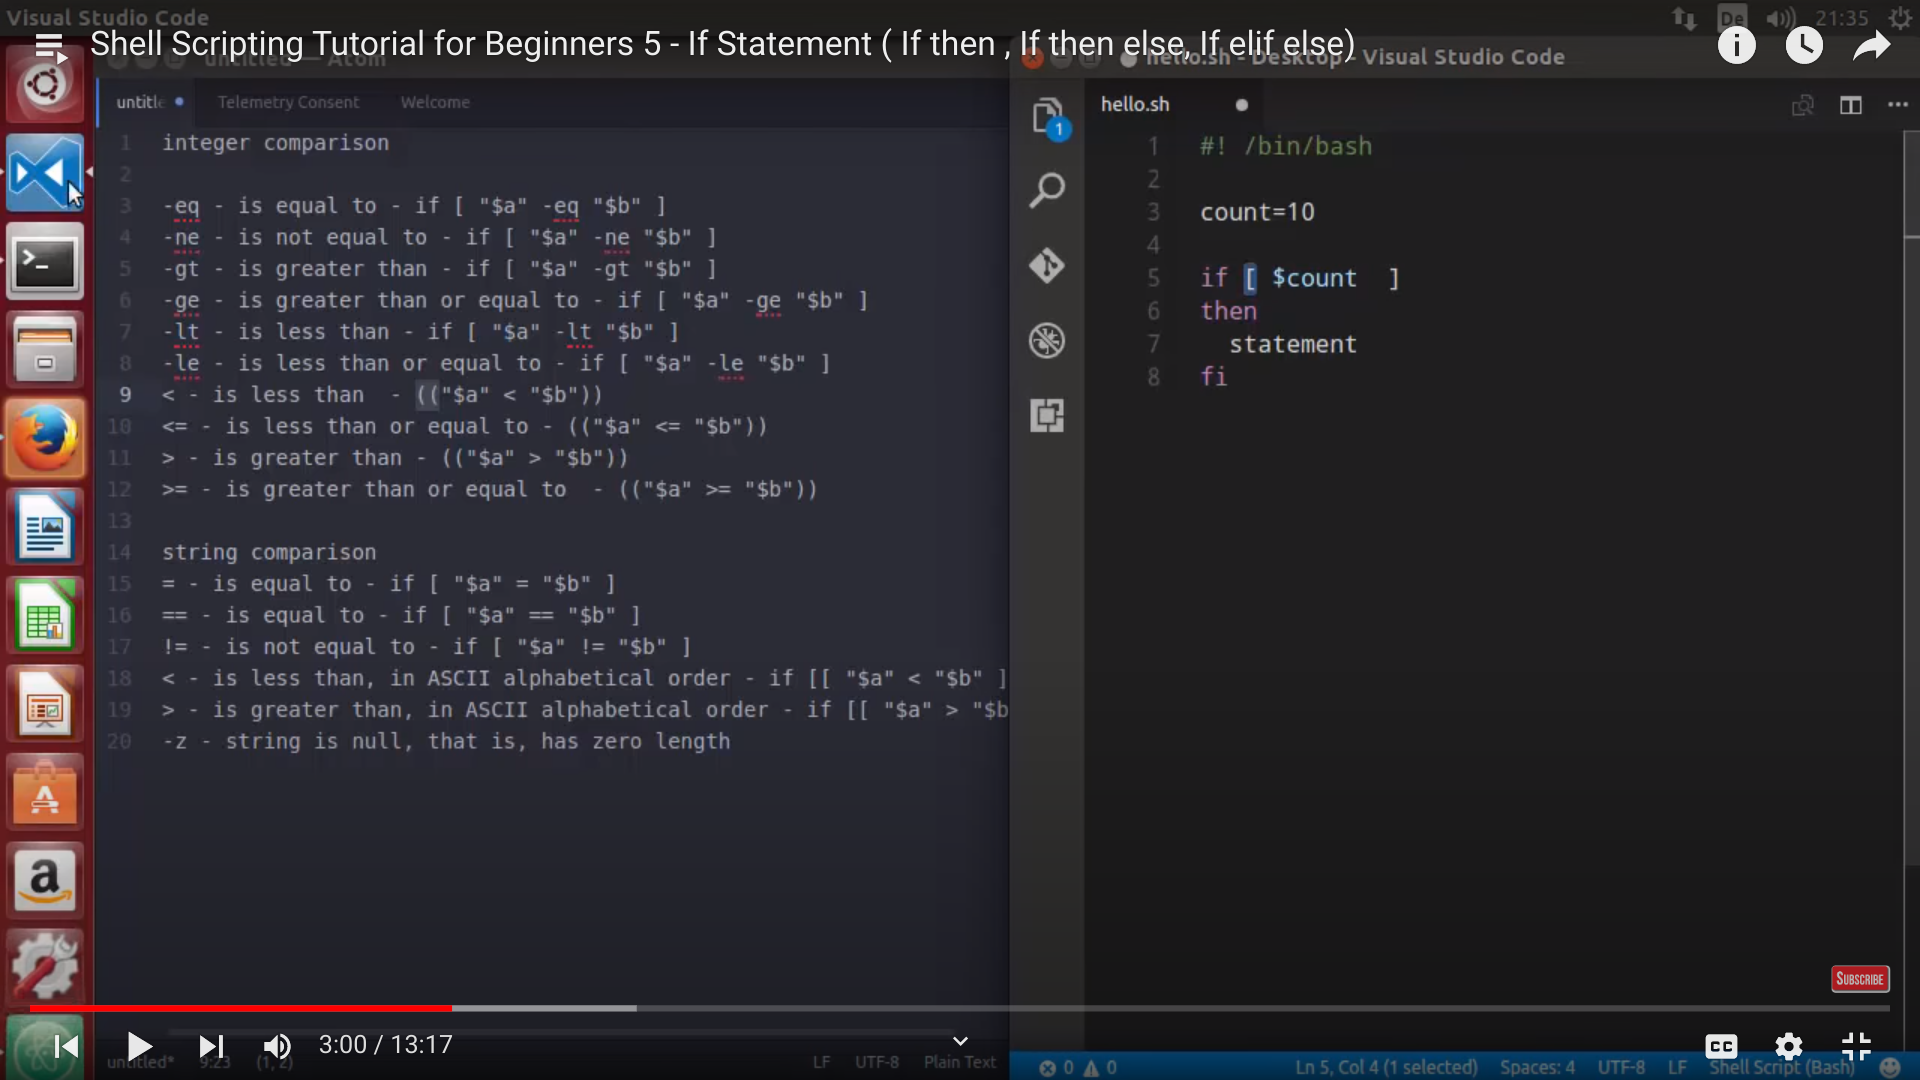 Visual Studio Code
De
21:35
Shell Scripting Tutorial for Beginners 5 - If Statement ( If then , If then else, If elif else)
untitled — Atom
hello.sh - Desktop - Visual Studio Code
untitle
Telemetry Consent
Welcome
1 integer comparison
2
3 -eq - is equal to - if [ "$a" -eq "$b" ]
4 -ne - is not equal to - if [ "$a" -ne "$b" ]
5 -gt - is greater than - if [ "$a" -gt "$b" ]
6 -ge - is greater than or equal to - if [ "$a" -ge "$b" ]
7 -lt - is less than - if [ "$a" -lt "$b" ]
8 -le - is less than or equal to - if [ "$a" -le "$b" ]
9 < - is less than  - (("$a" < "$b"))
10 <= - is less than or equal to - (("$a" <= "$b"))
11 > - is greater than - (("$a" > "$b"))
12 >= - is greater than or equal to  - (("$a" >= "$b"))
13
14 string comparison
15 = - is equal to - if [ "$a" = "$b" ]
16 == - is equal to - if [ "$a" == "$b" ]
17 != - is not equal to - if [ "$a" != "$b" ]
18 < - is less than, in ASCII alphabetical order - if [[ "$a" < "$b" ]
19 > - is greater than, in ASCII alphabetical order - if [[ "$a" > "$b
20 -z - string is null, that is, has zero length
1
hello.sh
1 #! /bin/bash
2
3 count=10
4
5 if [ $count  ]
6 then
7   statement
8 fi
a
SUBSCRIBE
3:00 / 13:17
CC
untitled* 9:23 (1, 2)
LF UTF-8 Plain Text
0 0
Ln 5, Col 4 (1 selected) Spaces: 4 UTF-8 LF Shell Script (Bash)